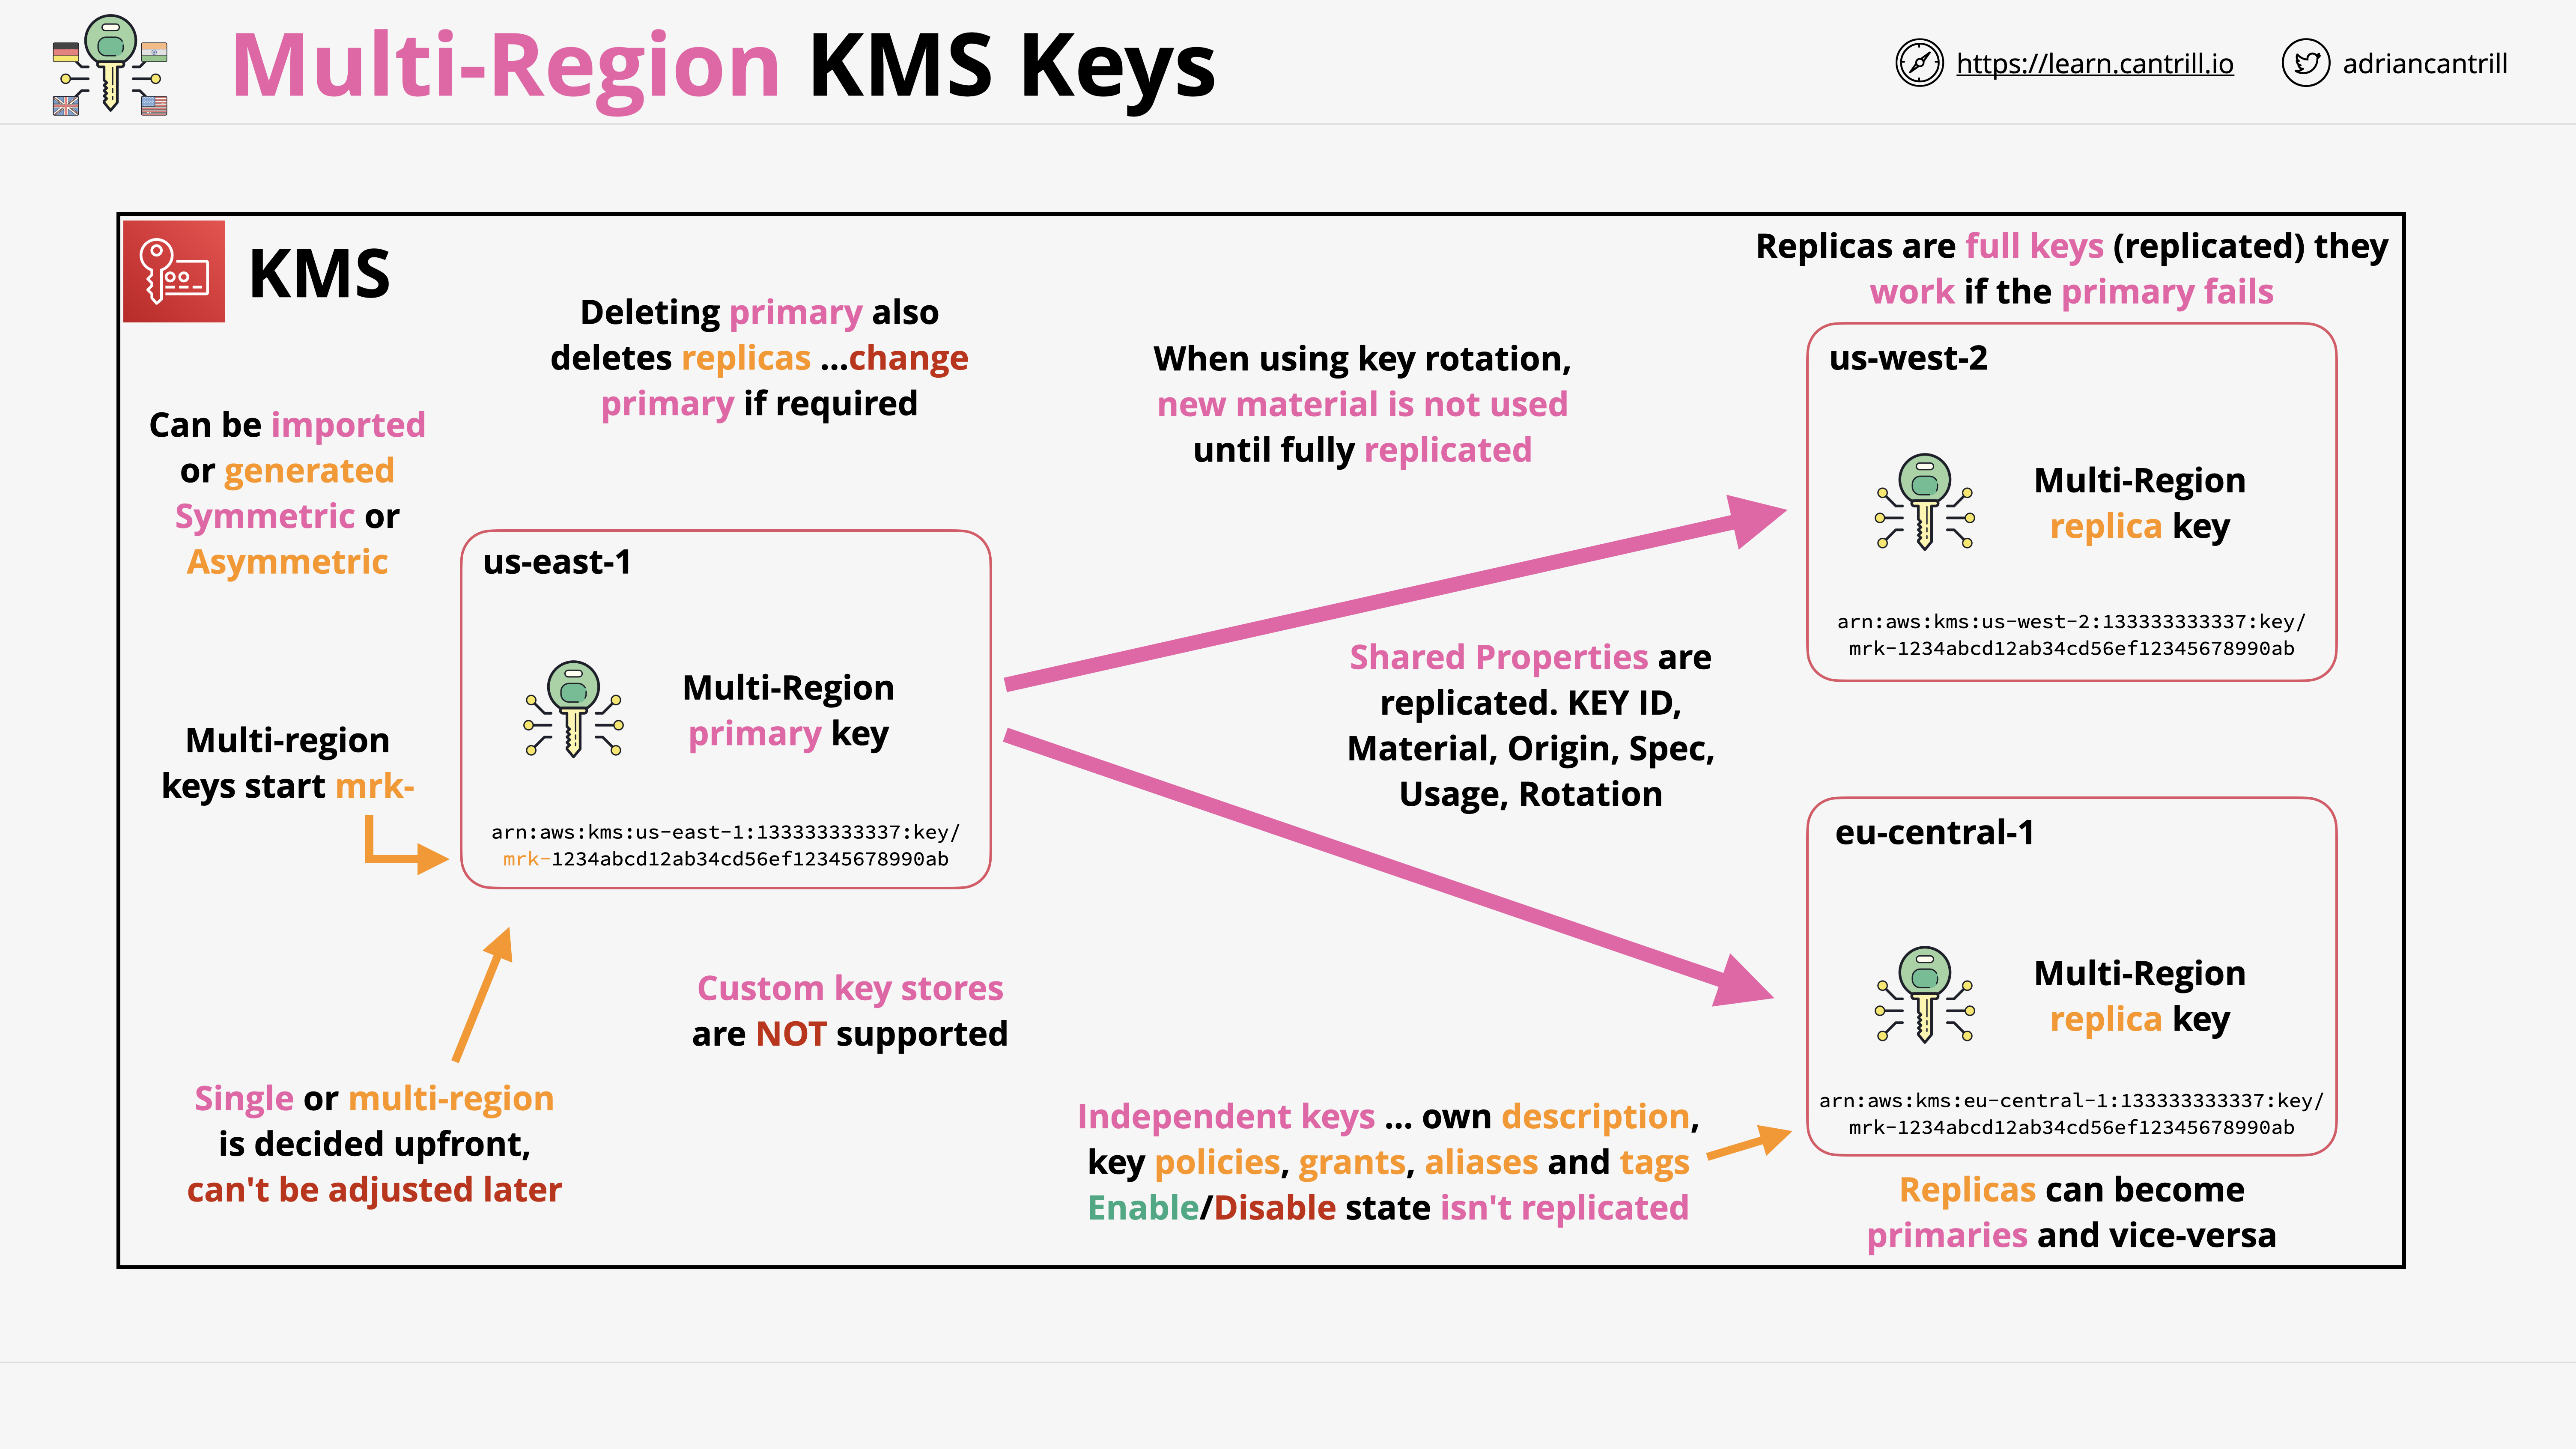 Multi-Region KMS Keys
https://learn.cantrill.io
adriancantrill
KMS
Deleting primary also
deletes replicas ...change
primary if required
When using key rotation,
new material is not used
until fully replicated
Replicas are full keys (replicated) they
work if the primary fails
Can be imported
or generated
Symmetric or
Asymmetric
us-east-1
Multi-Region
primary key
arn:aws:kms:us-east-1:133333333337:key/
mrk-1234abcd12ab34cd56ef12345678990ab
Multi-region
keys start mrk-
us-west-2
Multi-Region
replica key
arn:aws:kms:us-west-2:133333333337:key/
mrk-1234abcd12ab34cd56ef12345678990ab
Shared Properties are
replicated. KEY ID,
Material, Origin, Spec,
Usage, Rotation
eu-central-1
Multi-Region
replica key
arn:aws:kms:eu-central-1:133333333337:key/
mrk-1234abcd12ab34cd56ef12345678990ab
Custom key stores
are NOT supported
Single or multi-region
is decided upfront,
can't be adjusted later
Independent keys ... own description,
key policies, grants, aliases and tags
Enable/Disable state isn't replicated
Replicas can become
primaries and vice-versa